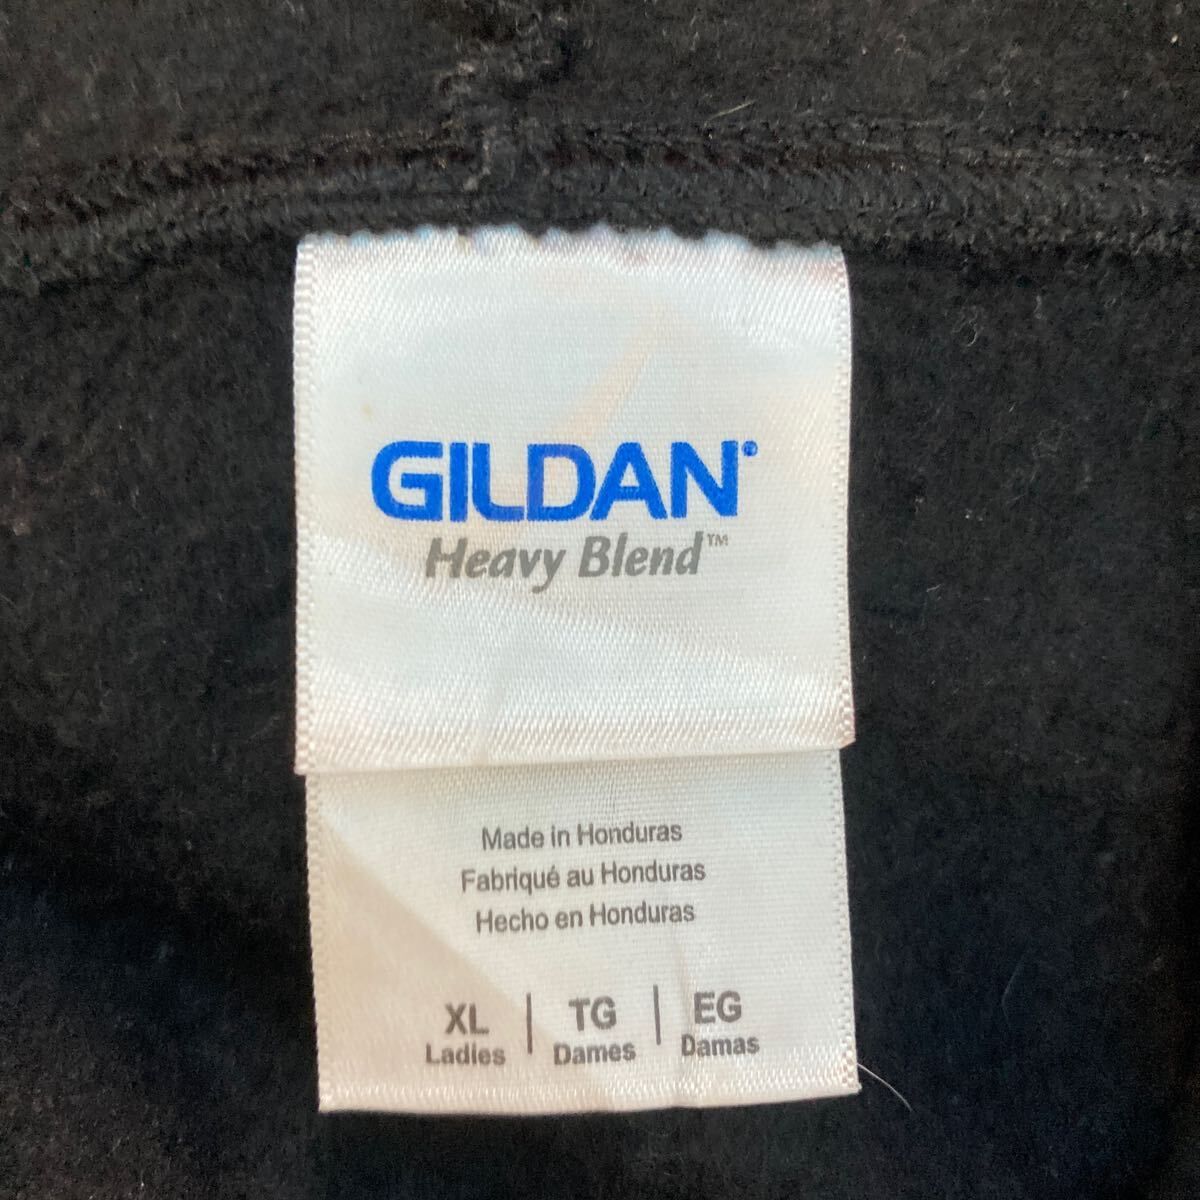 GILDAN®
Heavy Blend™
Made in Honduras
Fabriqué au Honduras
Hecho en Honduras
XL | TG | EG
Ladies | Dames | Damas